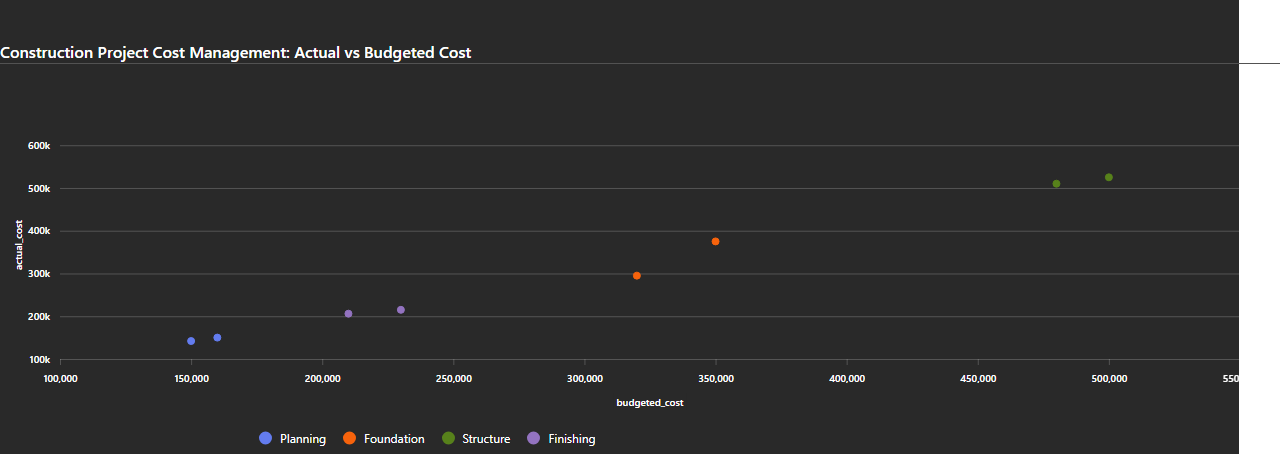 Construction Project Cost Management: Actual vs Budgeted Cost
600k
500k
400k
300k
200k
100k
actual_cost
100,000 150,000 200,000 250,000 300,000 350,000 400,000 450,000 500,000 550
budgeted_cost
Planning Foundation Structure Finishing